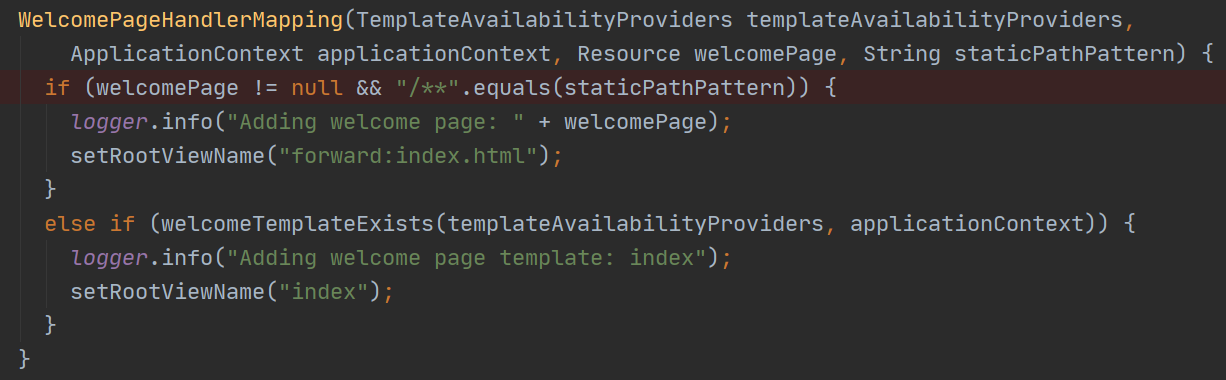 WelcomePageHandlerMapping(TemplateAvailabilityProviders templateAvailabilityProviders,
        ApplicationContext applicationContext, Resource welcomePage, String staticPathPattern) {
    if (welcomePage != null && "/**".equals(staticPathPattern)) {
        logger.info("Adding welcome page: " + welcomePage);
        setRootViewName("forward:index.html");
    }
    else if (welcomeTemplateExists(templateAvailabilityProviders, applicationContext)) {
        logger.info("Adding welcome page template: index");
        setRootViewName("index");
    }
}